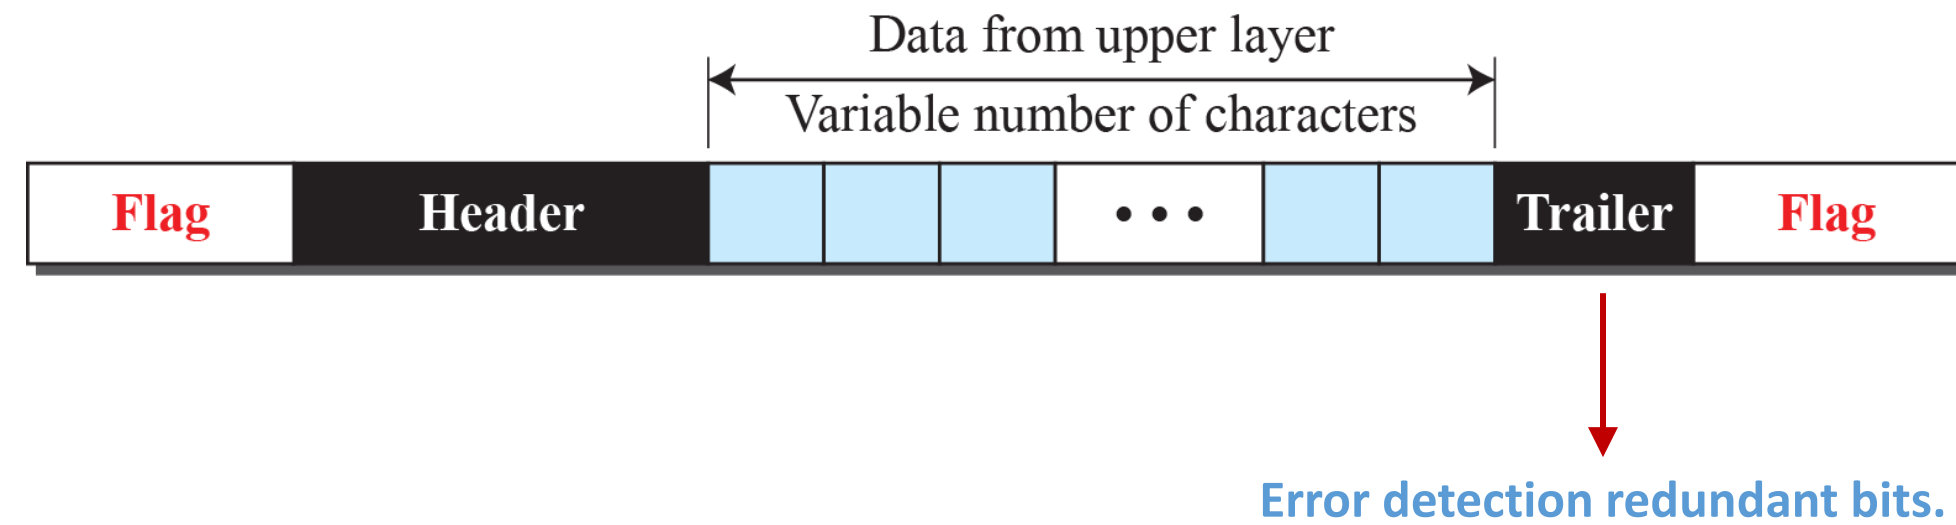 Data from upper layer
Variable number of characters
Flag Header • • • Trailer Flag
Error detection redundant bits.